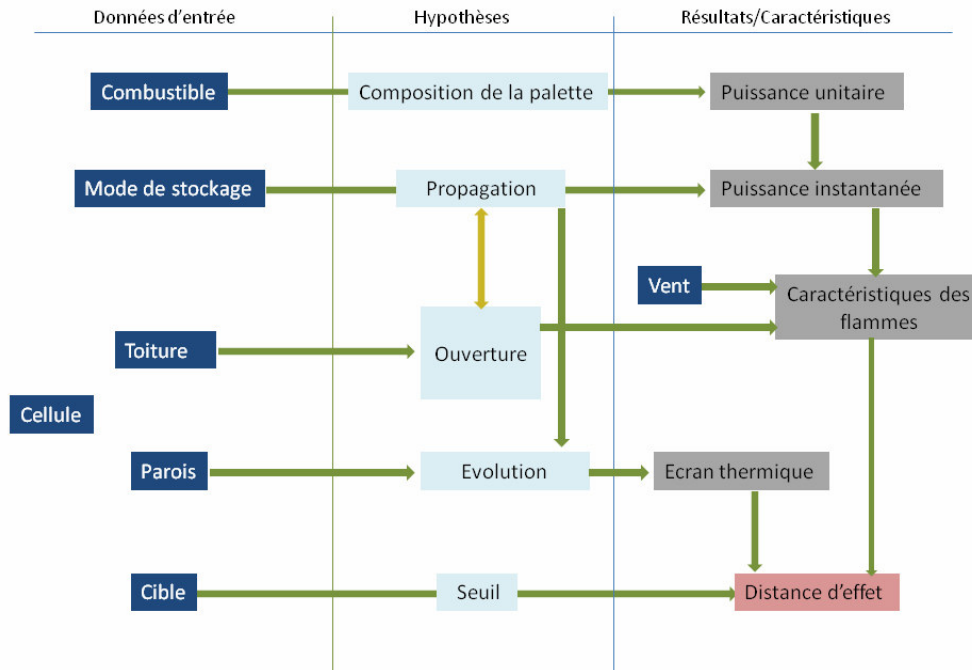 Données d'entrée
Hypothèses
Résultats/Caractéristiques
Combustible
Composition de la palette
Puissance unitaire
Mode de stockage
Propagation
Puissance instantanée
Vent
Caractéristiques des
flammes
Toiture
Ouverture
Cellule
Parois
Evolution
Ecran thermique
Cible
Seuil
Distance d'effet